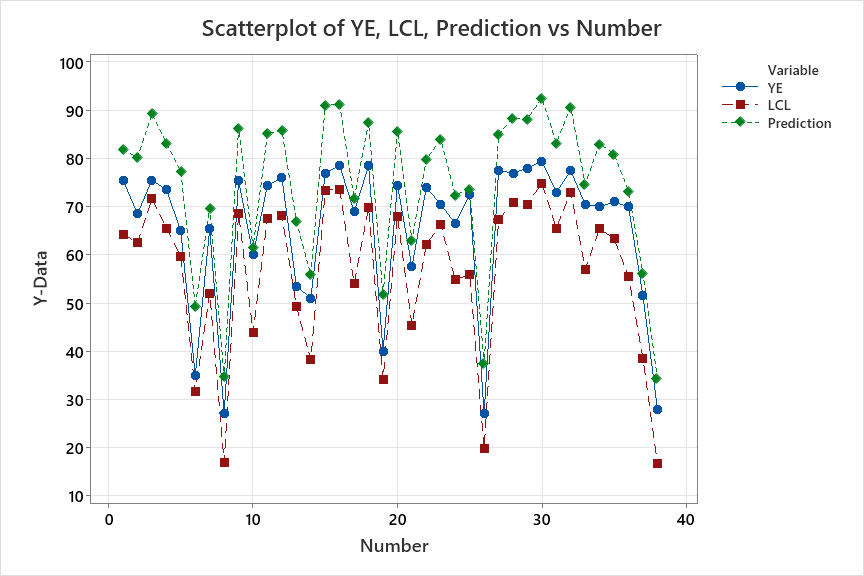 Scatterplot of YE, LCL, Prediction vs Number
Variable
YE
LCL
Prediction
100
90
80
70
60
50
40
30
20
10
Y-Data
0
10
20
30
40
Number